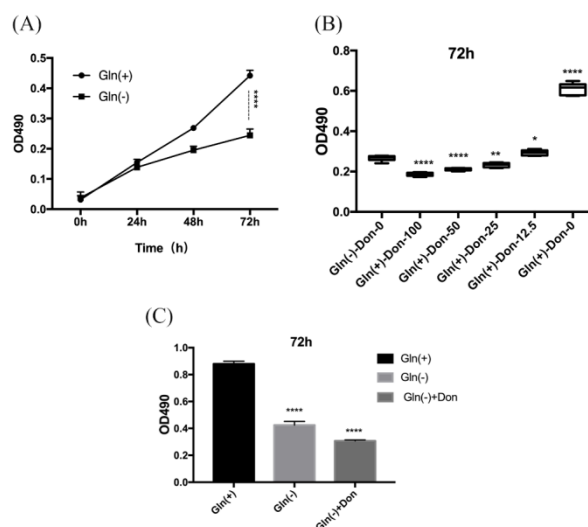 (A)
0.5
0.4
0.3
0.2
0.1
0.0
OD490
Gln(+)
Gln(-)
****
0h 24h 48h 72h
Time (h)
(B)
72h
0.8
0.6
0.4
0.2
0.0
OD490
****
****
**
*
****
Gln(-)-Don-0
Gln(+)-Don-100
Gln(+)-Don-50
Gln(+)-Don-25
Gln(+)-Don-12.5
Gln(+)-Don-0
(C)
72h
1.0
0.8
0.6
0.4
0.2
0.0
OD490
****
****
Gln(+)
Gln(-)
Gln(-)+Don
Gln(+)
Gln(-)
Gln(-)+Don